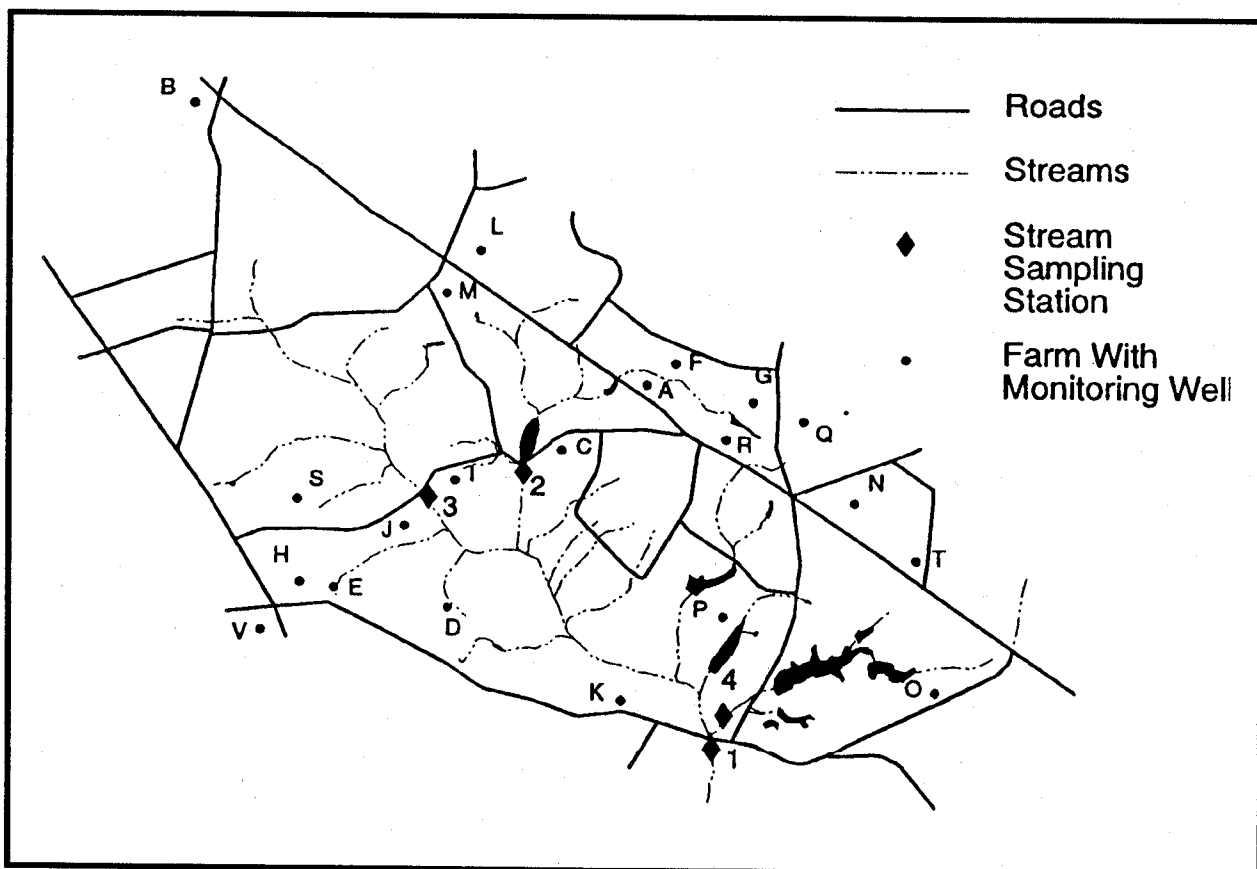 B
Roads
Streams
L
Stream
Sampling
Station
M
F
Farm With
Monitoring Well
A
G
Q
R
C
2
T
S
3
N
J
H
E
T
P
D
V
4
O
K
1